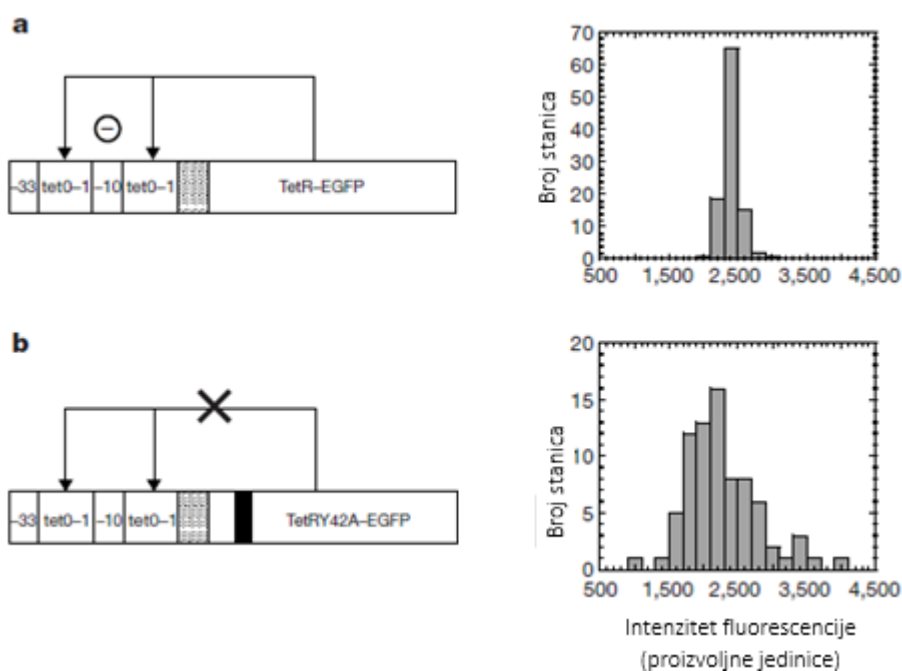 a
−
-33 tet0-1 -10 tet0-1 TetR-EGFP
Broj stanica
70
60
50
40
30
20
10
0
500 1,500 2,500 3,500 4,500
b
-33 tet0-1 -10 tet0-1 TetRY42A-EGFP
Broj stanica
20
15
10
5
0
500 1,500 2,500 3,500 4,500
Intenzitet fluorescencije
(proizvoljne jedinice)